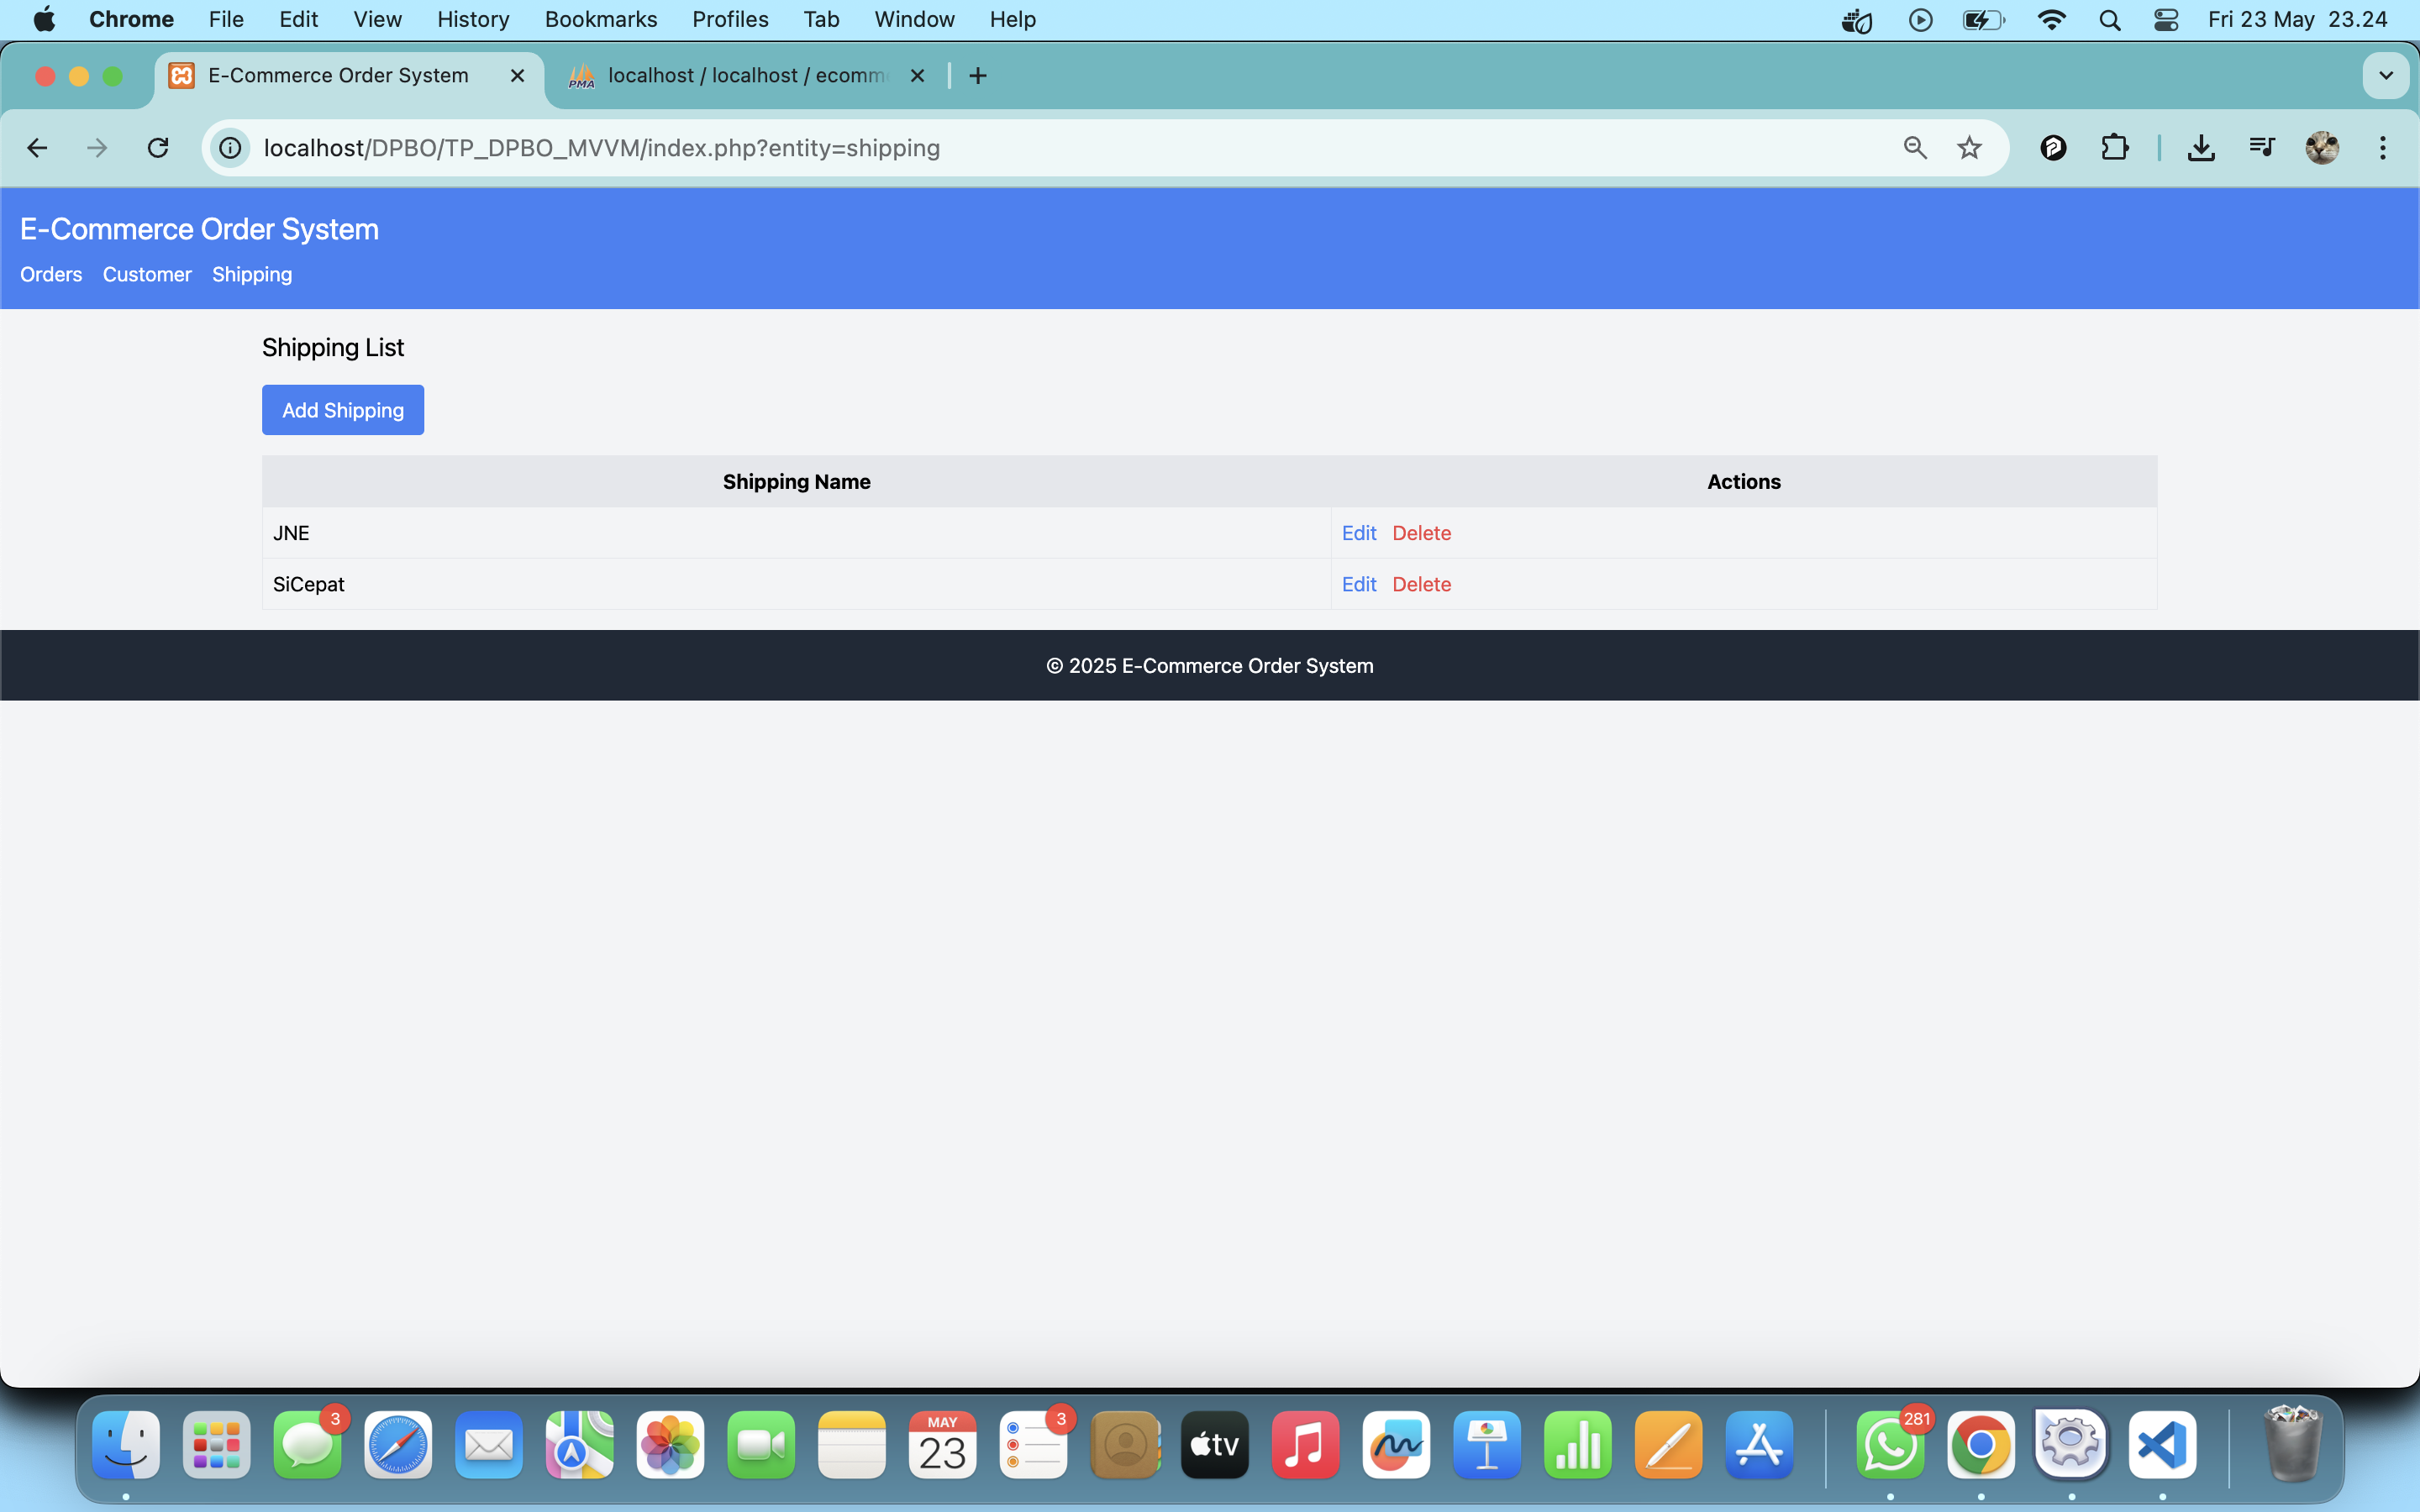 Chrome File Edit View History Bookmarks Profiles Tab Window Help Fri 23 May 23.24
E-Commerce Order System
PMA localhost / localhost / ecomm
localhost/DPBO/TP_DPBO_MVVM/index.php?entity=shipping
E-Commerce Order System
Orders Customer Shipping
Shipping List
Add Shipping
Shipping Name Actions
JNE Edit Delete
SiCepat Edit Delete
© 2025 E-Commerce Order System
3 MAY 23 3 tv 281